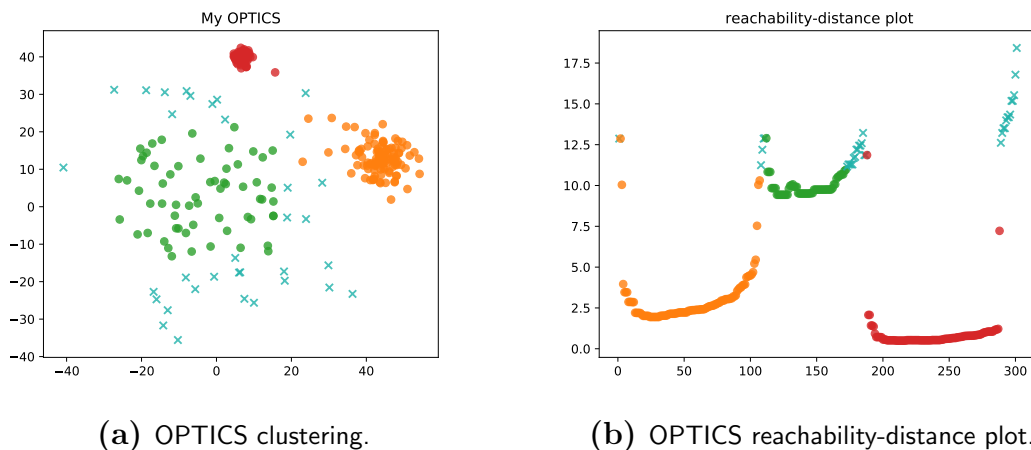 My OPTICS
40
30
20
10
0
−10
−20
−30
−40
−40 −20 0 20 40
reachability-distance plot
17.5
15.0
12.5
10.0
7.5
5.0
2.5
0.0
0 50 100 150 200 250 300
(a) OPTICS clustering.
(b) OPTICS reachability-distance plot.